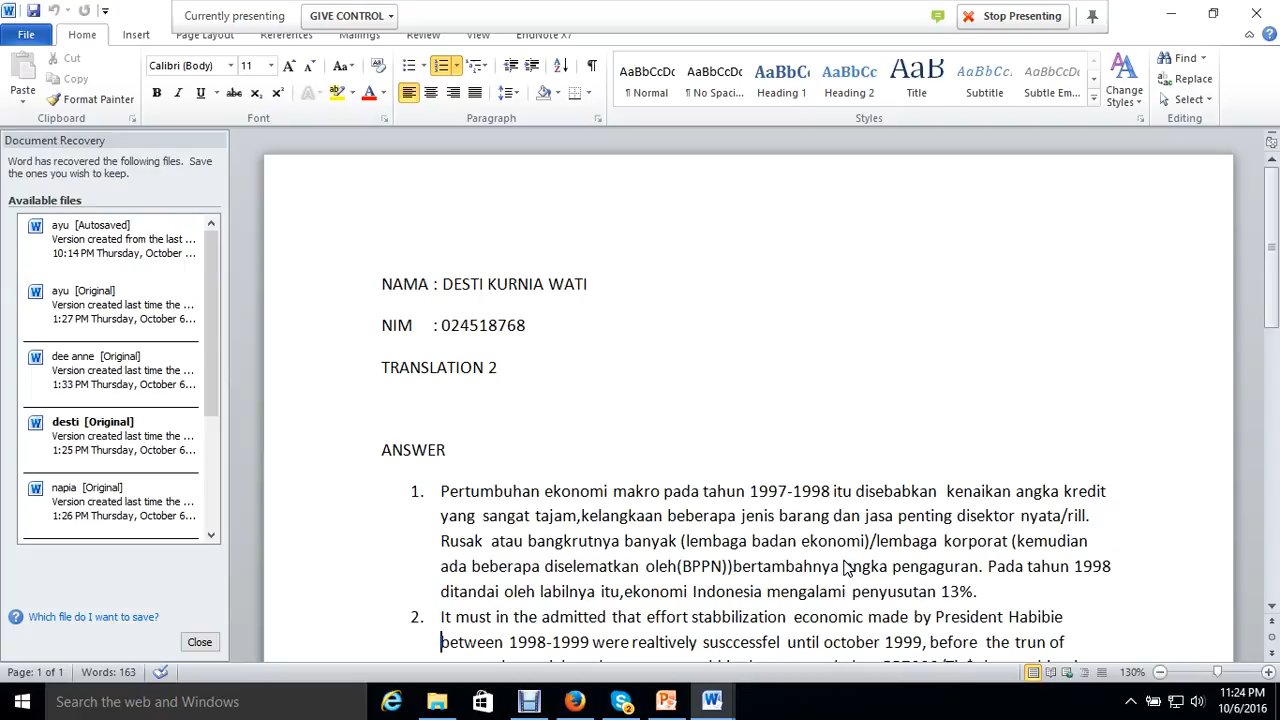 Currently presenting
GIVE CONTROL
Stop Presenting
File
Home
Insert
Page Layout
References
Mailings
Review
View
EndNote X7
Cut
Copy
Paste
Format Painter
Clipboard
Calibri (Body)
11
Font
Paragraph
AaBbCcDc AaBbCcDc AaBbCc AaBbCc AaB AaBbCcD AaBbCcDc
¶ Normal
¶ No Spaci...
Heading 1
Heading 2
Title
Subtitle
Subtle Em...
Styles
Change
Styles
Find
Replace
Select
Editing
Document Recovery
Word has recovered the following files. Save
the ones you wish to keep.
Available files
ayu [Autosaved]
Version created from the last ...
10:14 PM Thursday, October ...
ayu [Original]
Version created last time the ...
1:27 PM Thursday, October 6...
dee anne [Original]
Version created last time the ...
1:33 PM Thursday, October 6...
desti [Original]
Version created last time the ...
1:25 PM Thursday, October 6...
napia [Original]
Version created last time the ...
1:26 PM Thursday, October 6...
Which file do I want to save?
Close
NAMA : DESTI KURNIA WATI
NIM : 024518768
TRANSLATION 2
ANSWER
1. Pertumbuhan ekonomi makro pada tahun 1997-1998 itu disebabkan kenaikan angka kredit
yang sangat tajam,kelangkaan beberapa jenis barang dan jasa penting disektor nyata/rill.
Rusak atau bangkrutnya banyak (lembaga badan ekonomi)/lembaga korporat (kemudian
ada beberapa diselematkan oleh(BPPN))bertambahnya angka pengaguran. Pada tahun 1998
ditandai oleh labilnya itu,ekonomi Indonesia mengalami penyusutan 13%.
2. It must in the admitted that effort stabbilization economic made by President Habibie
between 1998-1999 were realtively susccessfel until october 1999, before the trun of
Page: 1 of 1
Words: 163
130%
Search the web and Windows
11:24 PM
10/6/2016